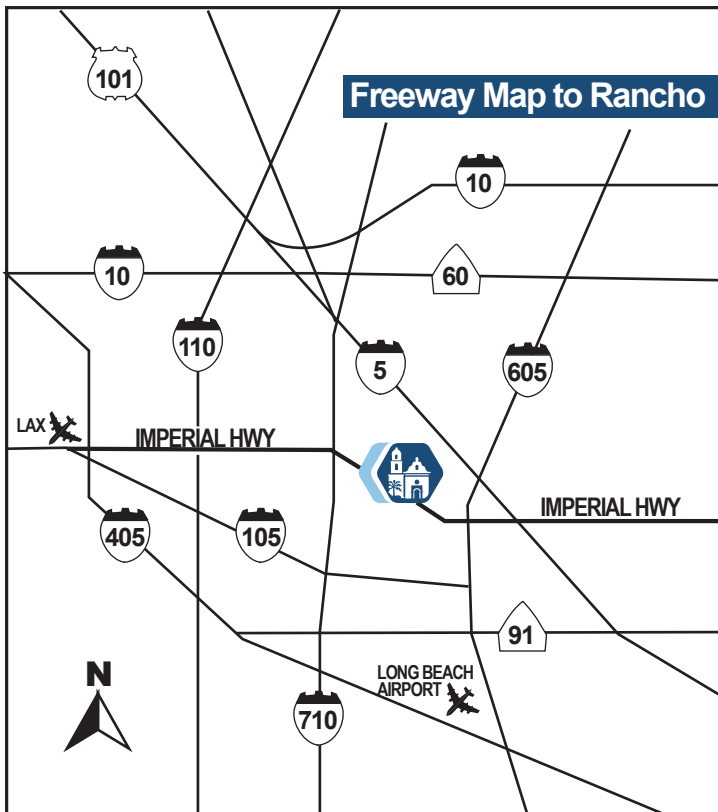 101
Freeway Map to Rancho
10
10
60
110
5
605
LAX
IMPERIAL HWY
IMPERIAL HWY
405
105
91
N
LONG BEACH
AIRPORT
710